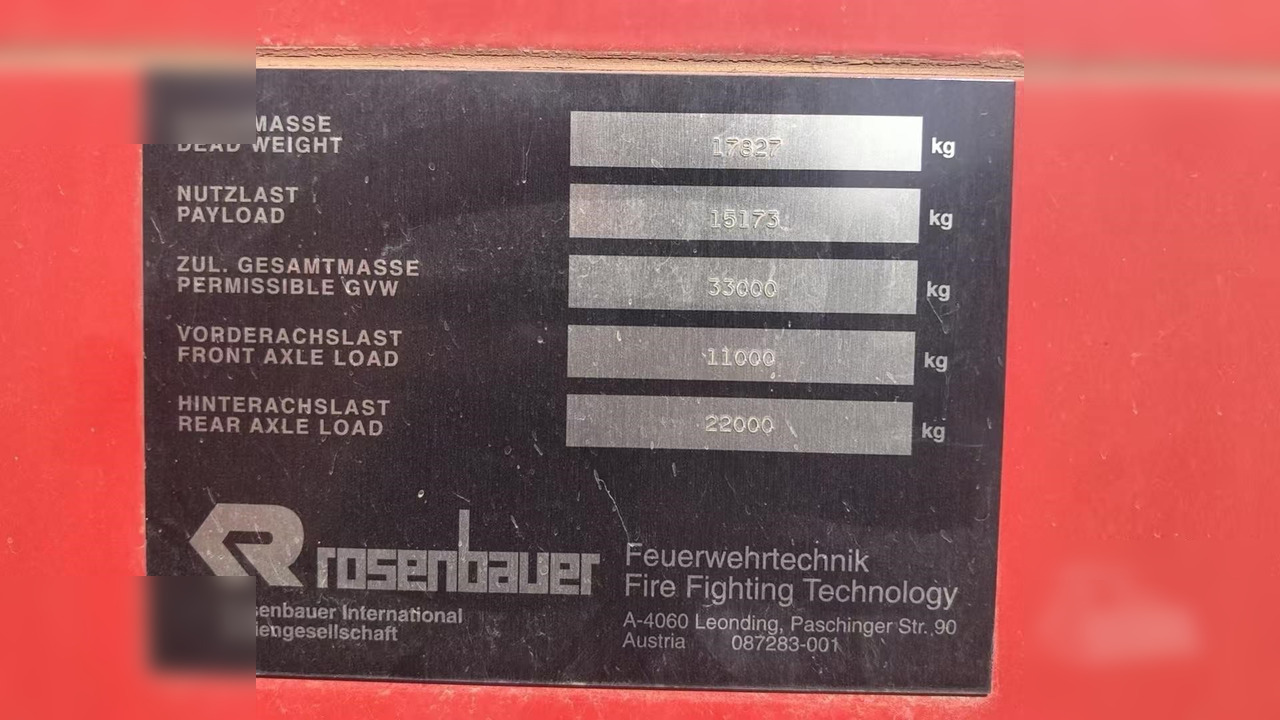 MASSE
DEAD WEIGHT 17827 kg
NUTZLAST
PAYLOAD 15173 kg
ZUL. GESAMTMASSE
PERMISSIBLE GVW 33000 kg
VORDERACHSLAST
FRONT AXLE LOAD 11000 kg
HINTERACHSLAST
REAR AXLE LOAD 22000 kg
R rosenbauer
Feuerwehrtechnik
Fire Fighting Technology
senbauer International
iengesellschaft
A-4060 Leonding, Paschinger Str. 90
Austria 087283-001